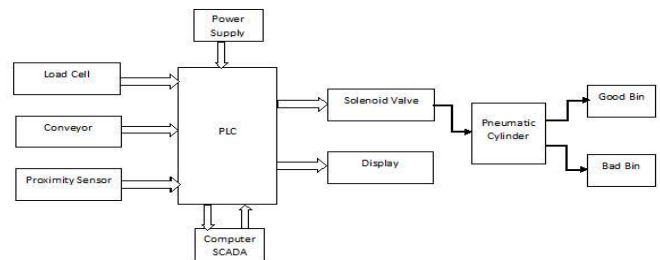 Power
Supply
Load Cell
Conveyor
Proximity Sensor
PLC
Solenoid Valve
Display
Pneumatic
Cylinder
Good Bin
Bad Bin
Computer
SCADA